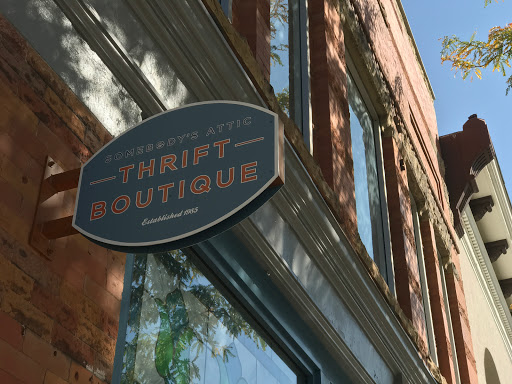 SOMEBODY'S ATTIC
THRIFT
BOUTIQUE
Established 1985